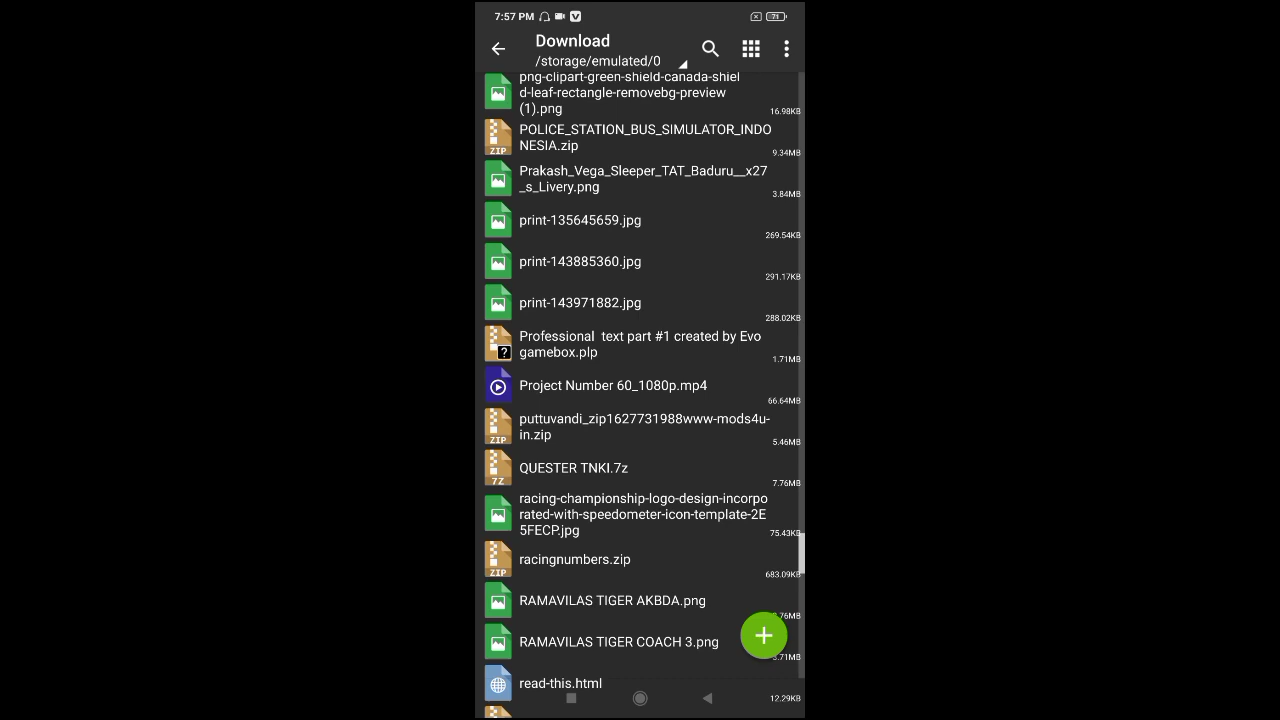 7:57 PM
71
Download
/storage/emulated/0
png-clipart-green-shield-canada-shiel
d-leaf-rectangle-removebg-preview
(1).png
16.98KB
POLICE_STATION_BUS_SIMULATOR_INDO
NESIA.zip
9.34MB
ZIP
Prakash_Vega_Sleeper_TAT_Baduru__x27
_s_Livery.png
3.84MB
print-135645659.jpg
269.54KB
print-143885360.jpg
291.17KB
print-143971882.jpg
288.02KB
Professional  text part #1 created by Evo
gamebox.plp
?
1.71MB
Project Number 60_1080p.mp4
66.64MB
puttuvandi_zip1627731988www-mods4u-
in.zip
ZIP
5.46MB
QUESTER TNKI.7z
7Z
7.76MB
racing-championship-logo-design-incorpo
rated-with-speedometer-icon-template-2E
5FECP.jpg
75.43KB
racingnumbers.zip
ZIP
683.09KB
RAMAVILAS TIGER AKBDA.png
RAMAVILAS TIGER COACH 3.png
read-this.html
12.29KB